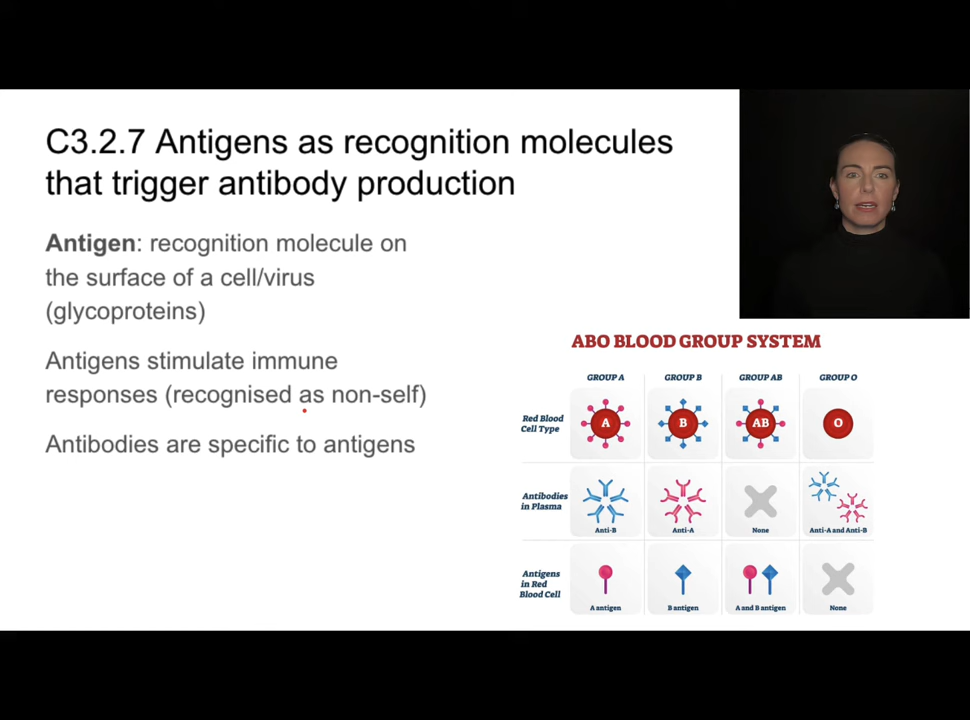 C3.2.7 Antigens as recognition molecules
that trigger antibody production
Antigen: recognition molecule on
the surface of a cell/virus
(glycoproteins)
Antigens stimulate immune
responses (recognised as non-self)
Antibodies are specific to antigens
ABO BLOOD GROUP SYSTEM
GROUP A GROUP B GROUP AB GROUP O
Red Blood
Cell Type
A B AB O
Antibodies
in Plasma
Anti-B Anti-A None Anti-A and Anti-B
Antigens
in Red
Blood Cell
A antigen B antigen A and B antigen None